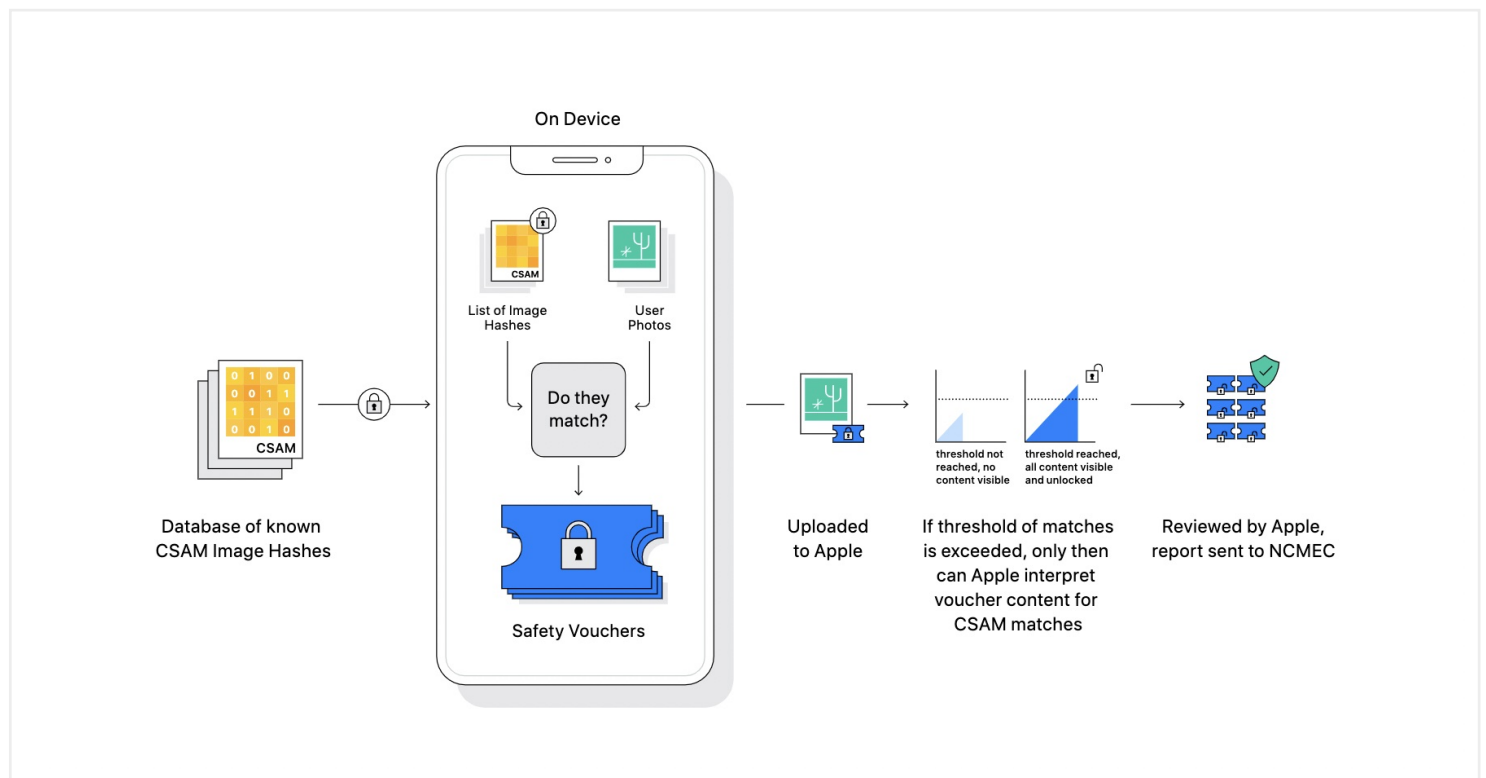 On Device
CSAM
List of Image
Hashes
User
Photos
Do they
match?
Safety Vouchers
0 1 0 0
0 0 1 1
1 1 1 0
0 0 1 0
CSAM
Database of known
CSAM Image Hashes
Uploaded
to Apple
threshold not
reached, no
content visible
threshold reached,
all content visible
and unlocked
If threshold of matches
is exceeded, only then
can Apple interpret
voucher content for
CSAM matches
Reviewed by Apple,
report sent to NCMEC